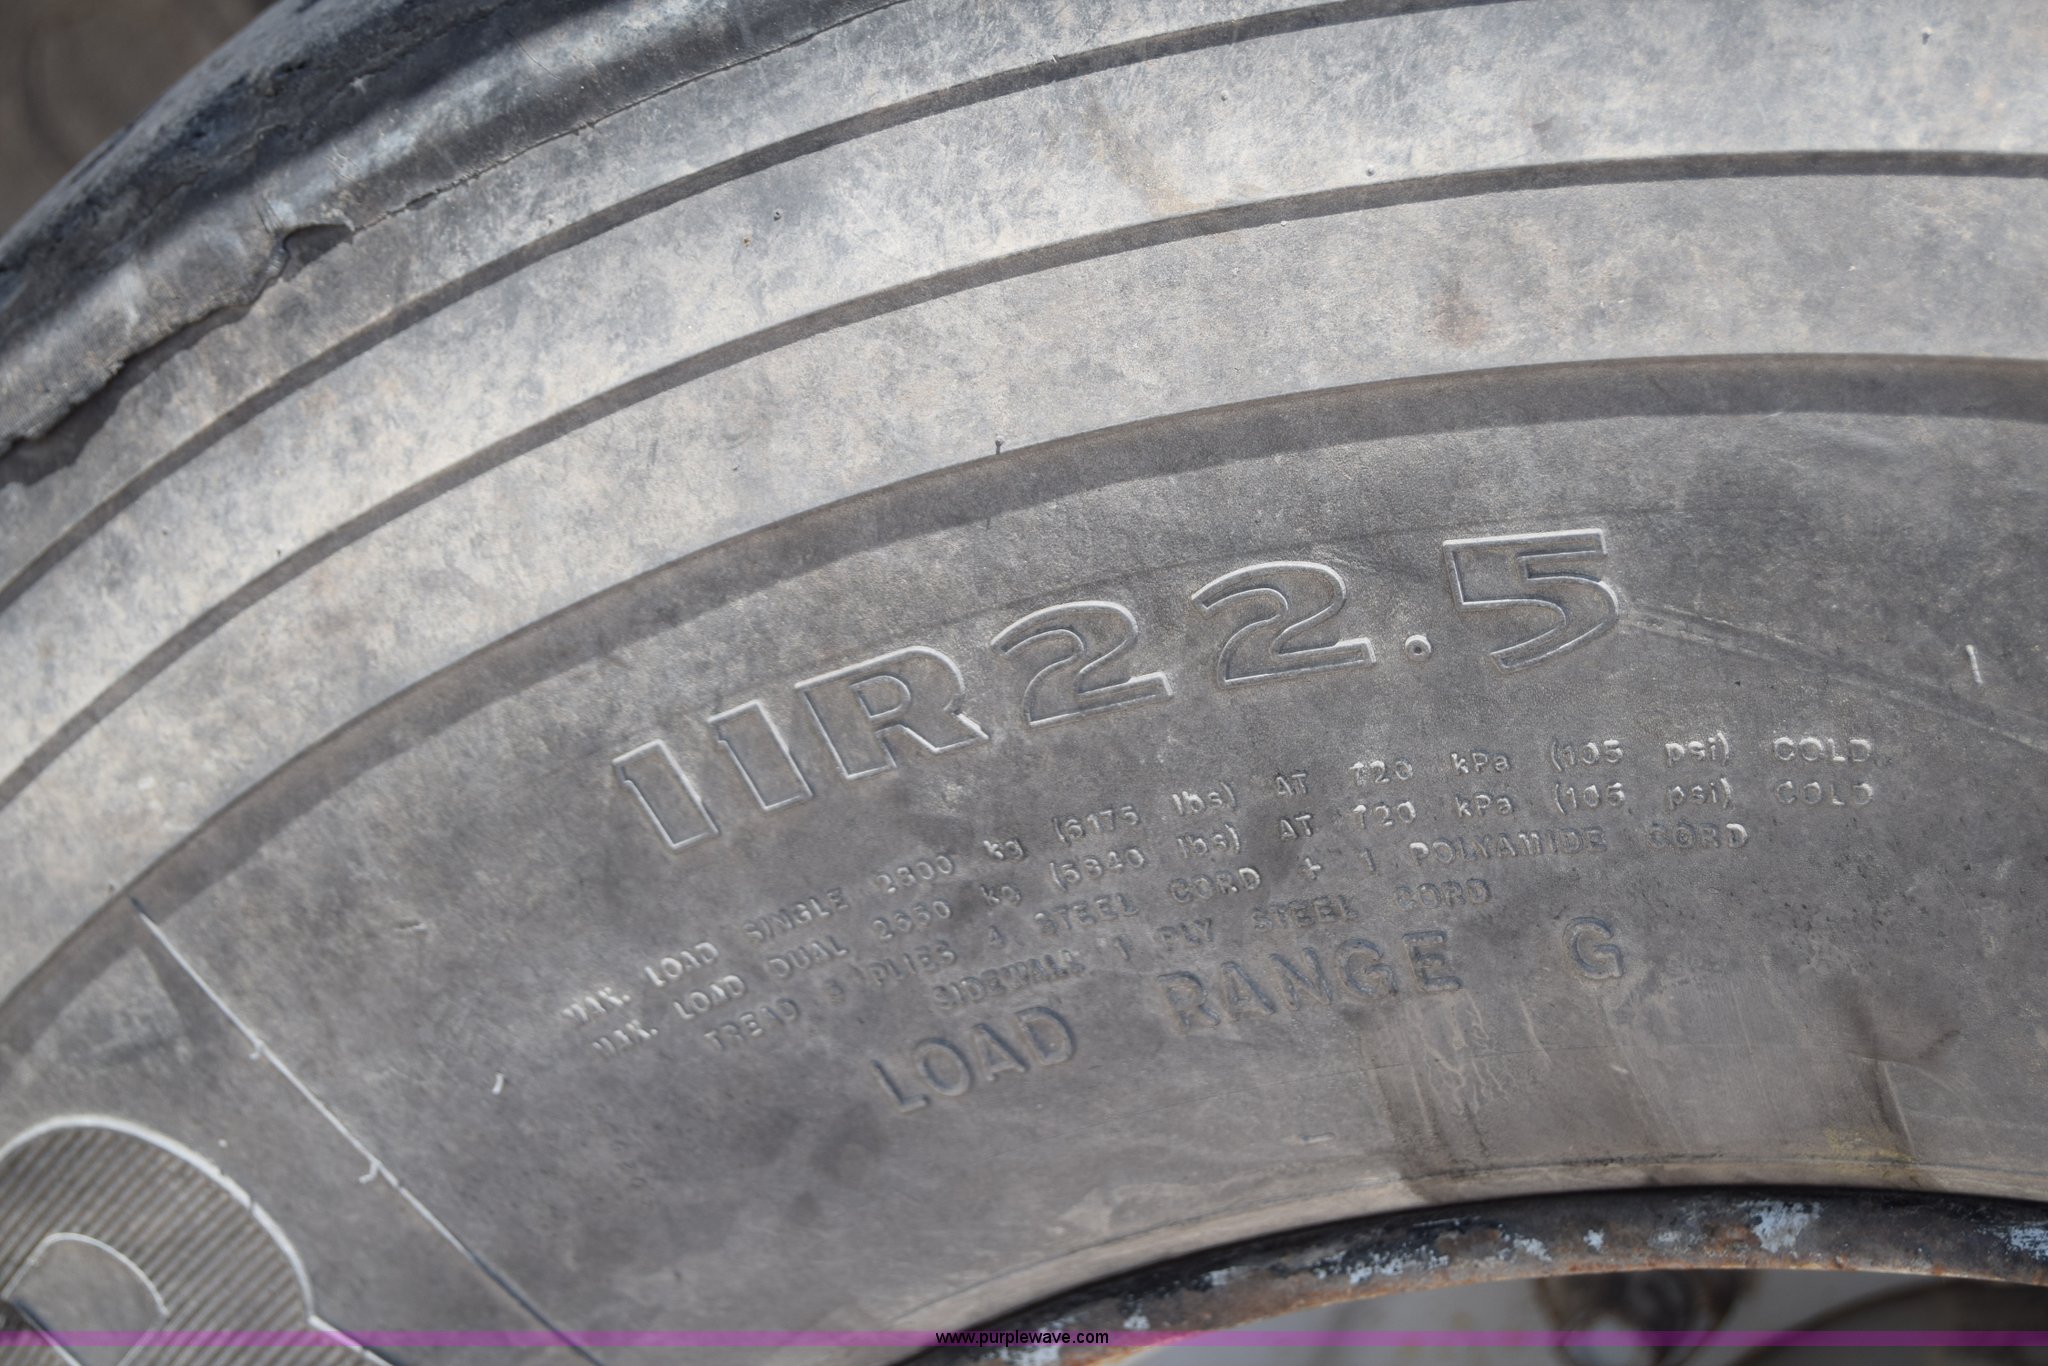 11R22.5
MAX. LOAD SINGLE 2800 kg (6175 lbs) AT 720 kPa (105 psi) COLD
MAX. LOAD DUAL 2650 kg (5840 lbs) AT 720 kPa (105 psi) COLD
TREAD 5 PLIES 4 STEEL CORD + 1 POLYAMIDE CORD
SIDEWALL 1 PLY STEEL CORD
LOAD RANGE G
www.purplewave.com